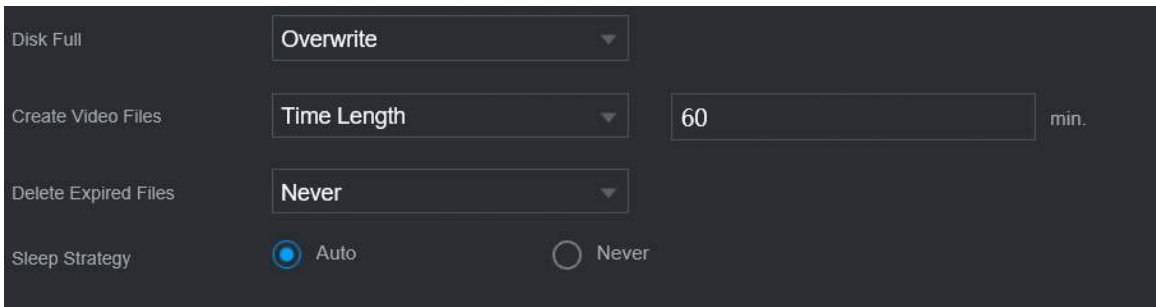 Disk Full Overwrite
Create Video Files Time Length 60 min.
Delete Expired Files Never
Sleep Strategy Auto Never